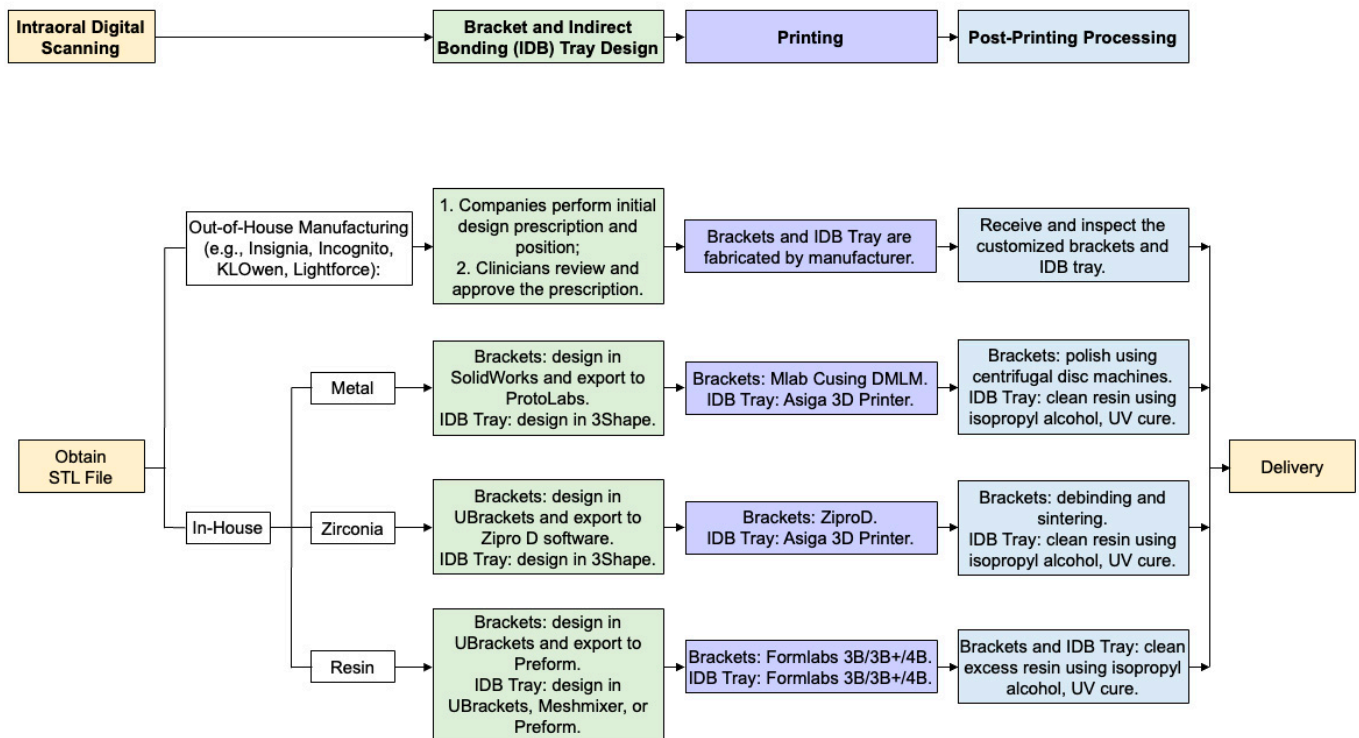 Intraoral Digital
Scanning
Bracket and Indirect
Bonding (IDB) Tray Design
Printing
Post-Printing Processing
Out-of-House Manufacturing
(e.g., Insignia, Incognito,
KLOwen, Lightforce):
1. Companies perform initial
design prescription and
position;
2. Clinicians review and
approve the prescription.
Brackets and IDB Tray are
fabricated by manufacturer.
Receive and inspect the
customized brackets and
IDB tray.
Obtain
STL File
In-House
Metal
Brackets: design in
SolidWorks and export to
ProtoLabs.
IDB Tray: design in 3Shape.
Brackets: Mlab Cusing DMLM.
IDB Tray: Asiga 3D Printer.
Brackets: polish using
centrifugal disc machines.
IDB Tray: clean resin using
isopropyl alcohol, UV cure.
Delivery
Zirconia
Brackets: design in
UBrackets and export to
Zipro D software.
IDB Tray: design in 3Shape.
Brackets: ZiproD.
IDB Tray: Asiga 3D Printer.
Brackets: debinding and
sintering.
IDB Tray: clean resin using
isopropyl alcohol, UV cure.
Resin
Brackets: design in
UBrackets and export to
Preform.
IDB Tray: design in
UBrackets, Meshmixer, or
Preform.
Brackets: Formlabs 3B/3B+/4B.
IDB Tray: Formlabs 3B/3B+/4B.
Brackets and IDB Tray: clean
excess resin using isopropyl
alcohol, UV cure.